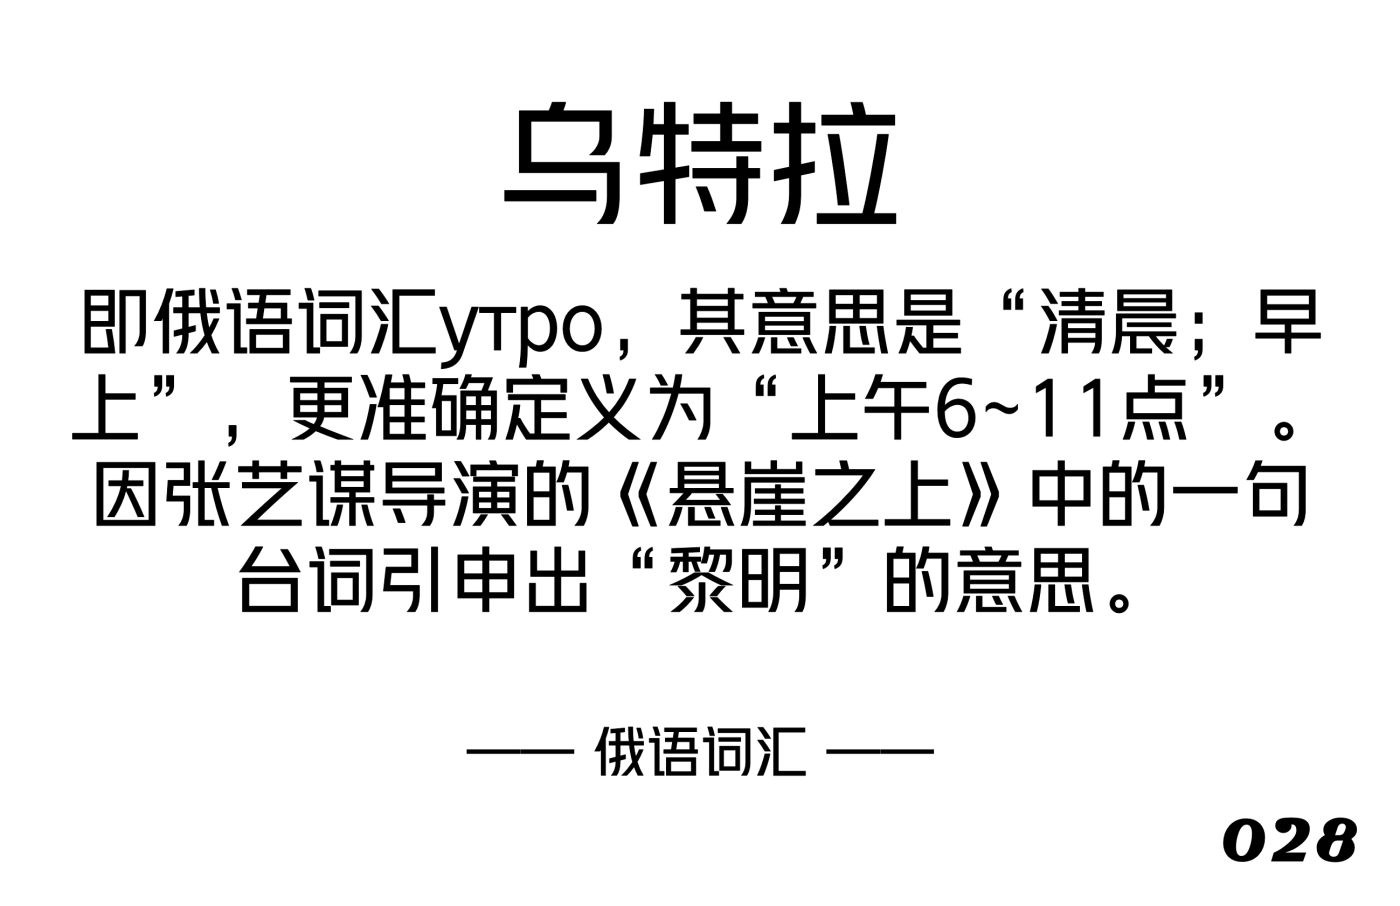 乌特拉
即俄语词汇утро，其意思是“清晨；早
上”，更准确定义为“上午6~11点”。
因张艺谋导演的《悬崖之上》中的一句
台词引申出“黎明”的意思。
—— 俄语词汇 ——
028